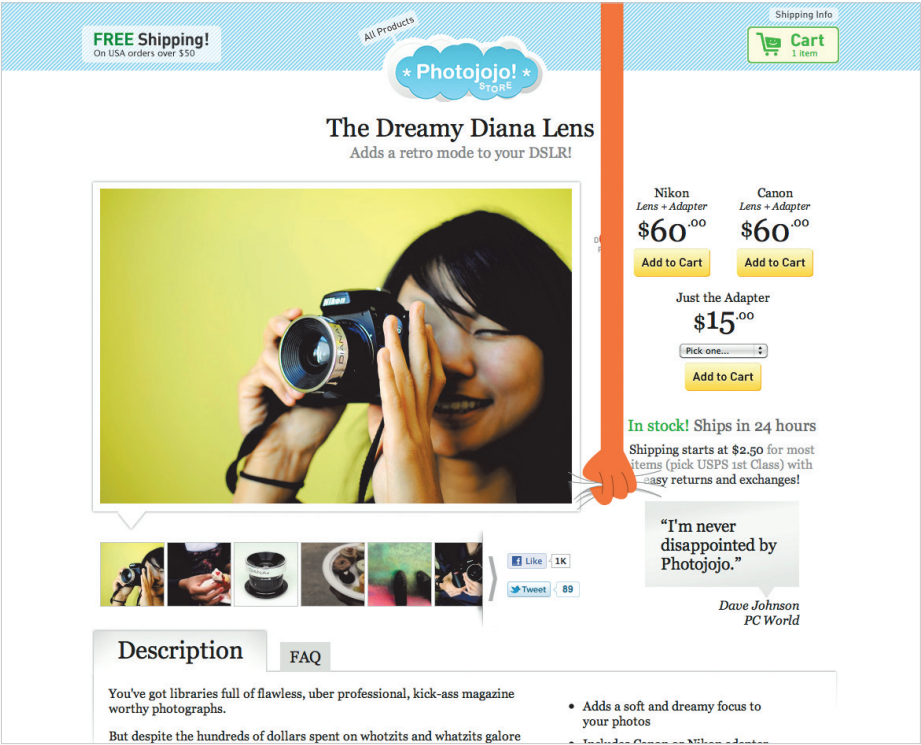 FREE Shipping!
On USA orders over $50
All Products
* Photojojo! *
STORE
Shipping Info
Cart
1 item
The Dreamy Diana Lens
Adds a retro mode to your DSLR!
Nikon
DIANA
Nikon
Lens + Adapter
$60.00
Add to Cart
Canon
Lens + Adapter
$60.00
Add to Cart
Just the Adapter
$15.00
Pick one...
Add to Cart
In stock! Ships in 24 hours
Shipping starts at $2.50 for most
items (pick USPS 1st Class) with
easy returns and exchanges!
Like 1K
Tweet 89
“I'm never
disappointed by
Photojojo.”
Dave Johnson
PC World
Description
FAQ
You've got libraries full of flawless, uber professional, kick-ass magazine
worthy photographs.
But despite the hundreds of dollars spent on whotzits and whatzits galore
• Adds a soft and dreamy focus to
your photos
• Includes Canon or Nikon adapter